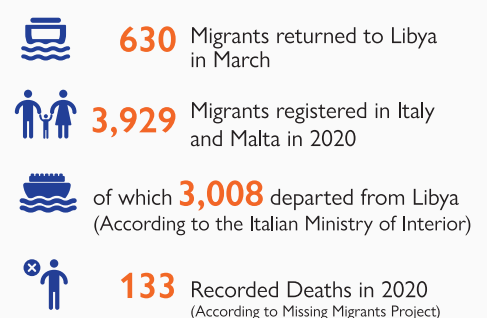 630 Migrants returned to Libya
in March
3,929 Migrants registered in Italy
and Malta in 2020
of which 3,008 departed from Libya
(According to the Italian Ministry of Interior)
133 Recorded Deaths in 2020
(According to Missing Migrants Project)